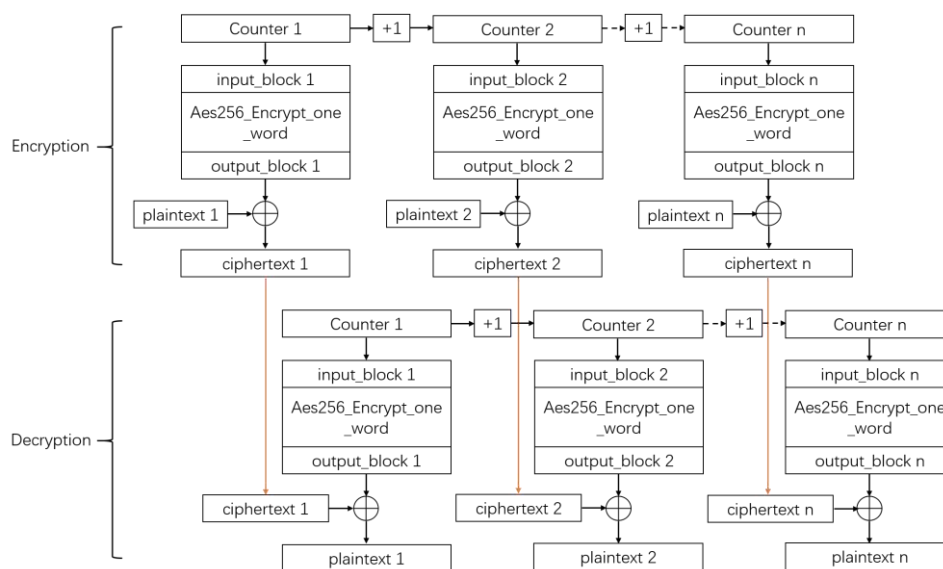 Counter 1
+1
Counter 2
+1
Counter n
input_block 1
input_block 2
input_block n
Aes256_Encrypt_one
_word
Aes256_Encrypt_one
_word
Aes256_Encrypt_one
_word
Encryption
output_block 1
output_block 2
output_block n
plaintext 1
plaintext 2
plaintext n
ciphertext 1
ciphertext 2
ciphertext n
Counter 1
+1
Counter 2
+1
Counter n
input_block 1
input_block 2
input_block n
Aes256_Encrypt_one
_word
Aes256_Encrypt_one
_word
Aes256_Encrypt_one
_word
Decryption
output_block 1
output_block 2
output_block n
ciphertext 1
ciphertext 2
ciphertext n
plaintext 1
plaintext 2
plaintext n